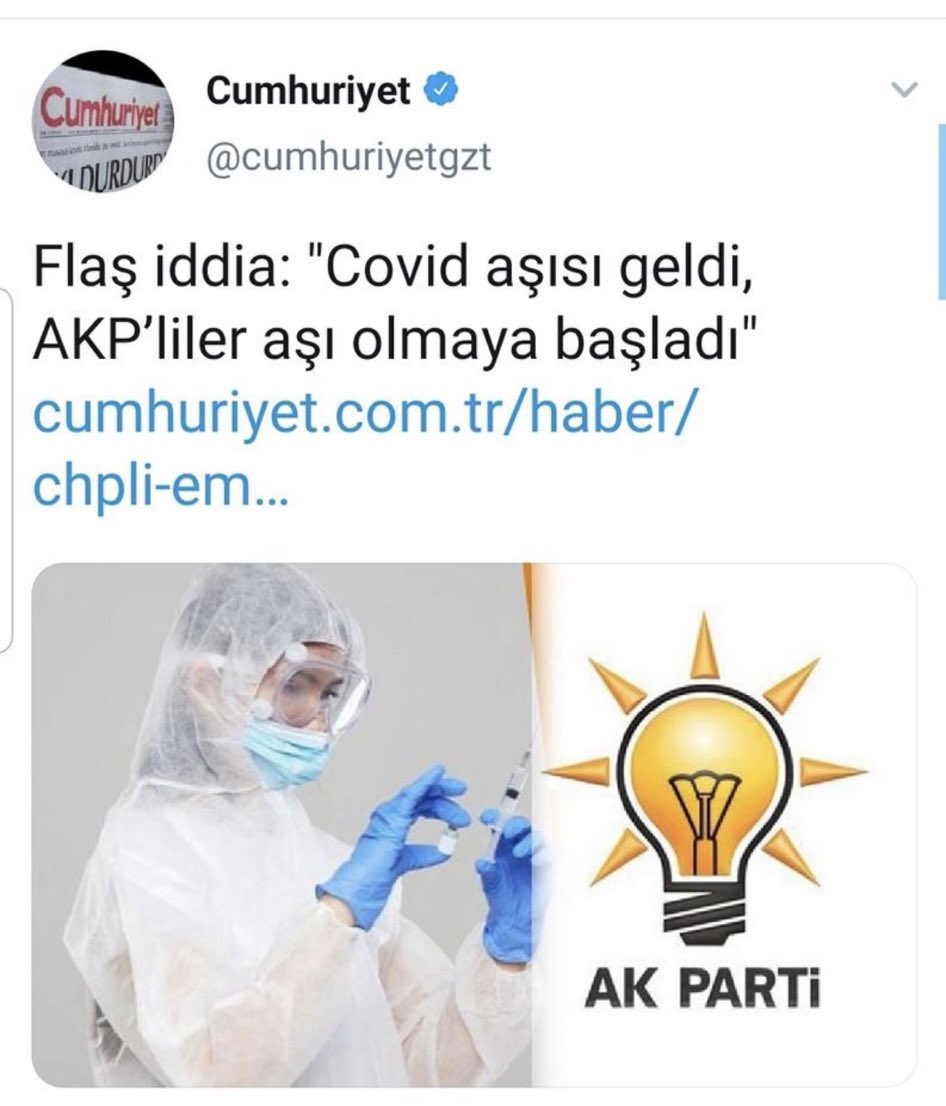 Cumhuriyet
Cumhuriyet
@cumhuriyetgzt
DURDURD
Flaş iddia: "Covid aşısı geldi,
AKP’liler aşı olmaya başladı"
cumhuriyet.com.tr/haber/
chpli-em...
AK PARTİ